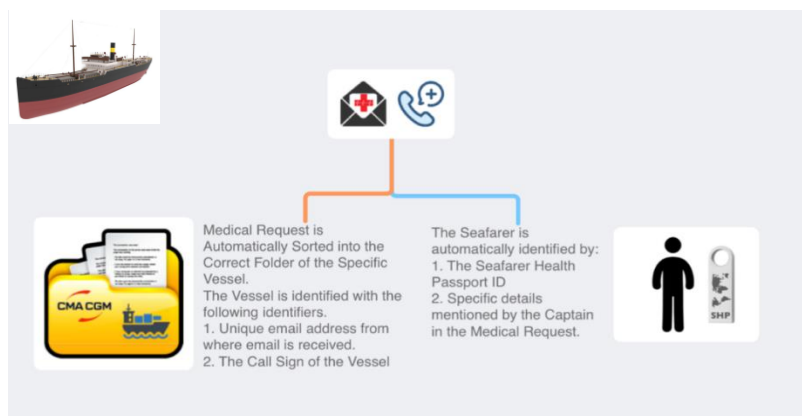 Medical Request is
Automatically Sorted into the
Correct Folder of the Specific
Vessel.
The Vessel is identified with the
following identifiers.
1. Unique email address from
where email is received.
2. The Call Sign of the Vessel
The Seafarer is
automatically identified by:
1. The Seafarer Health
Passport ID
2. Specific details
mentioned by the Captain
in the Medical Request.
CMA CGM
SHP